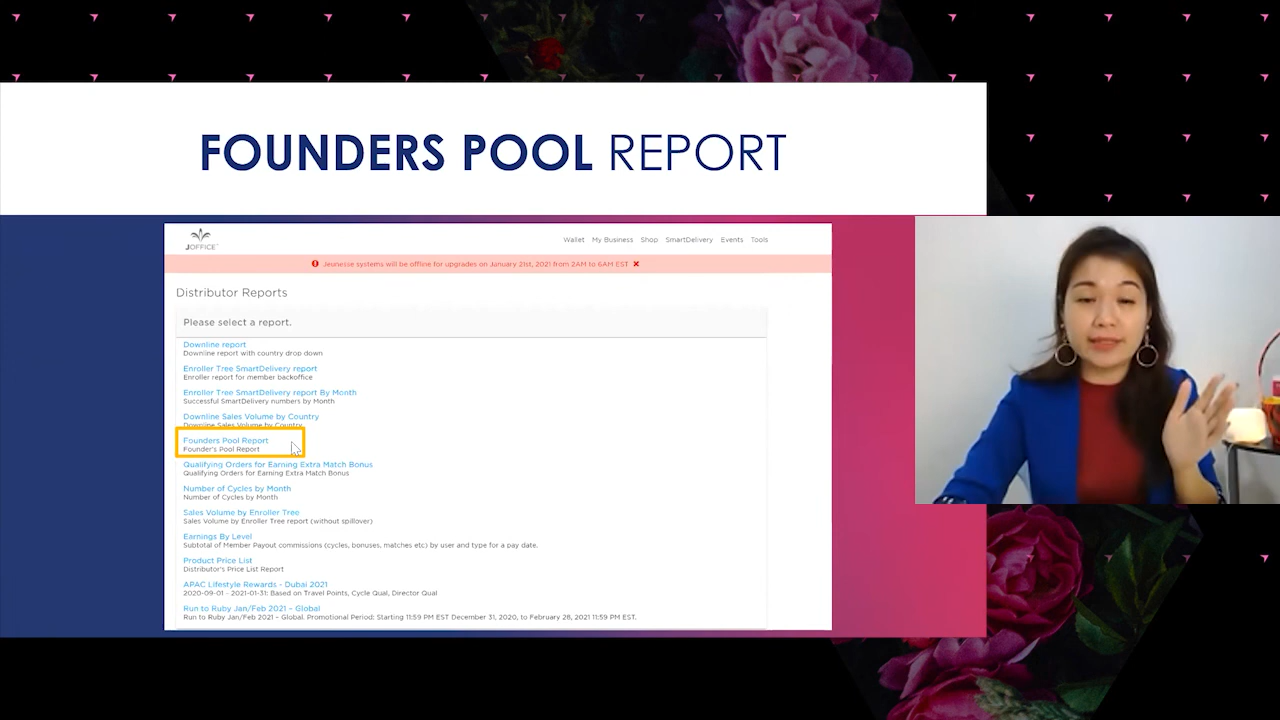 FOUNDERS POOL REPORT
JOFFICE
Wallet My Business Shop SmartDelivery Events Tools
Jeunesse systems will be offline for upgrades on January 21st, 2021 from 2AM to 6AM EST
Distributor Reports
Please select a report.
Downline report
Downline report with country drop down
Enroller Tree SmartDelivery report
Enroller report for member backoffice
Enroller Tree SmartDelivery report By Month
Successful SmartDelivery numbers by Month
Downline Sales Volume by Country
Downline Sales Volume by Country
Founders Pool Report
Founder's Pool Report
Qualifying Orders for Earning Extra Match Bonus
Qualifying Orders for Earning Extra Match Bonus
Number of Cycles by Month
Number of Cycles by Month
Sales Volume by Enroller Tree
Sales Volume by Enroller Tree report (without spillover)
Earnings By Level
Subtotal of Member Payout commissions (cycles, bonuses, matches etc) by user and type for a pay date.
Product Price List
Distributor's Price List Report
APAC Lifestyle Rewards - Dubai 2021
2020-09-01 - 2021-01-31: Based on Travel Points, Cycle Qual, Director Qual
Run to Ruby Jan/Feb 2021 – Global
Run to Ruby Jan/Feb 2021 – Global. Promotional Period: Starting 11:59 PM EST December 31, 2020, to February 28, 2021 11:59 PM EST.